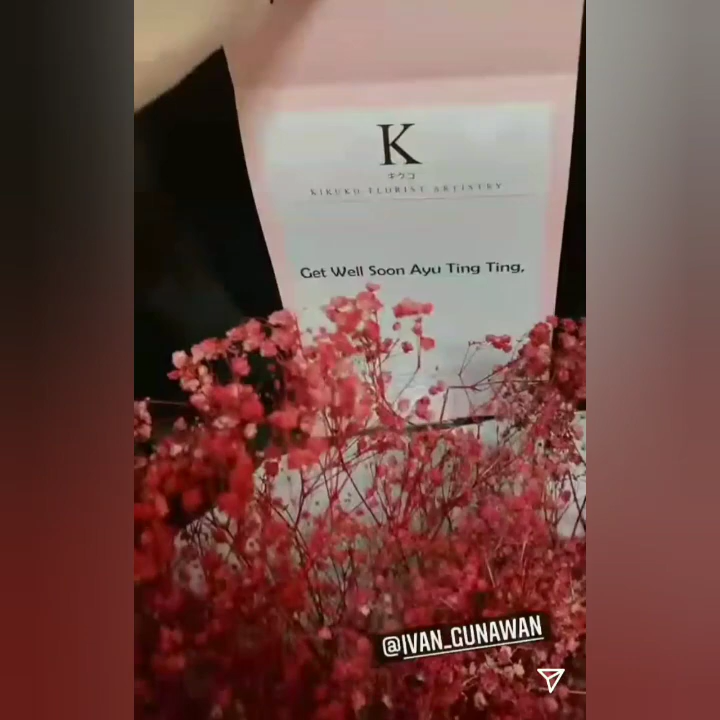 K
キクコ
KIKUKO FLORIST ARTISTRY
Get Well Soon Ayu Ting Ting,
@IVAN_GUNAWAN